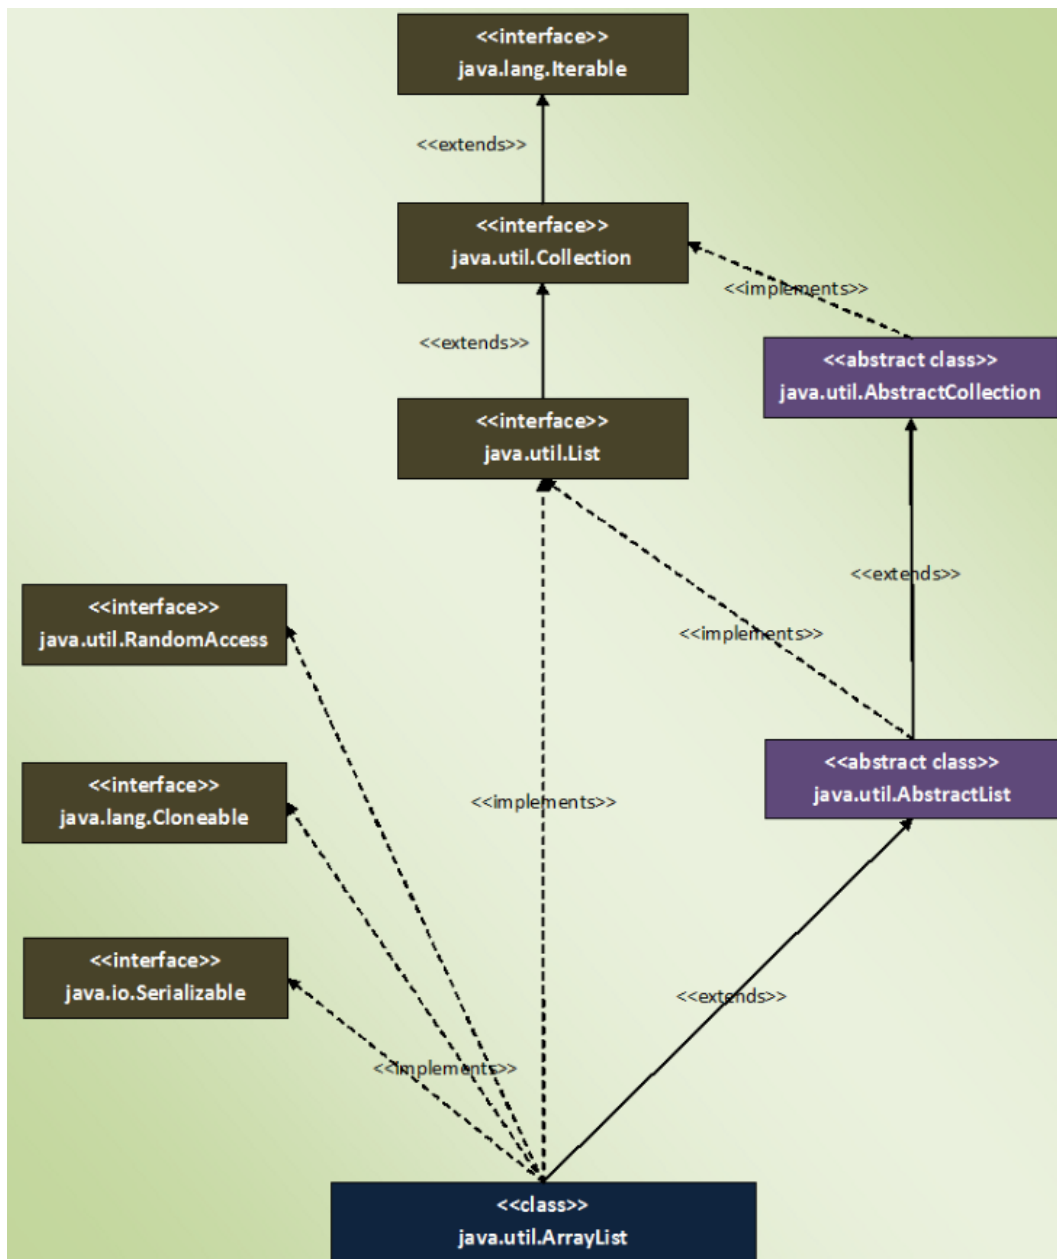 <<interface>>
java.lang.Iterable
<<extends>>
<<interface>>
java.util.Collection
<<implements>>
<<extends>>
<<abstract class>>
java.util.AbstractCollection
<<interface>>
java.util.List
<<extends>>
<<interface>>
java.util.RandomAccess
<<implements>>
<<abstract class>>
java.util.AbstractList
<<interface>>
java.lang.Cloneable
<<implements>>
<<interface>>
java.io.Serializable
<<extends>>
<<implements>>
<<class>>
java.util.ArrayList